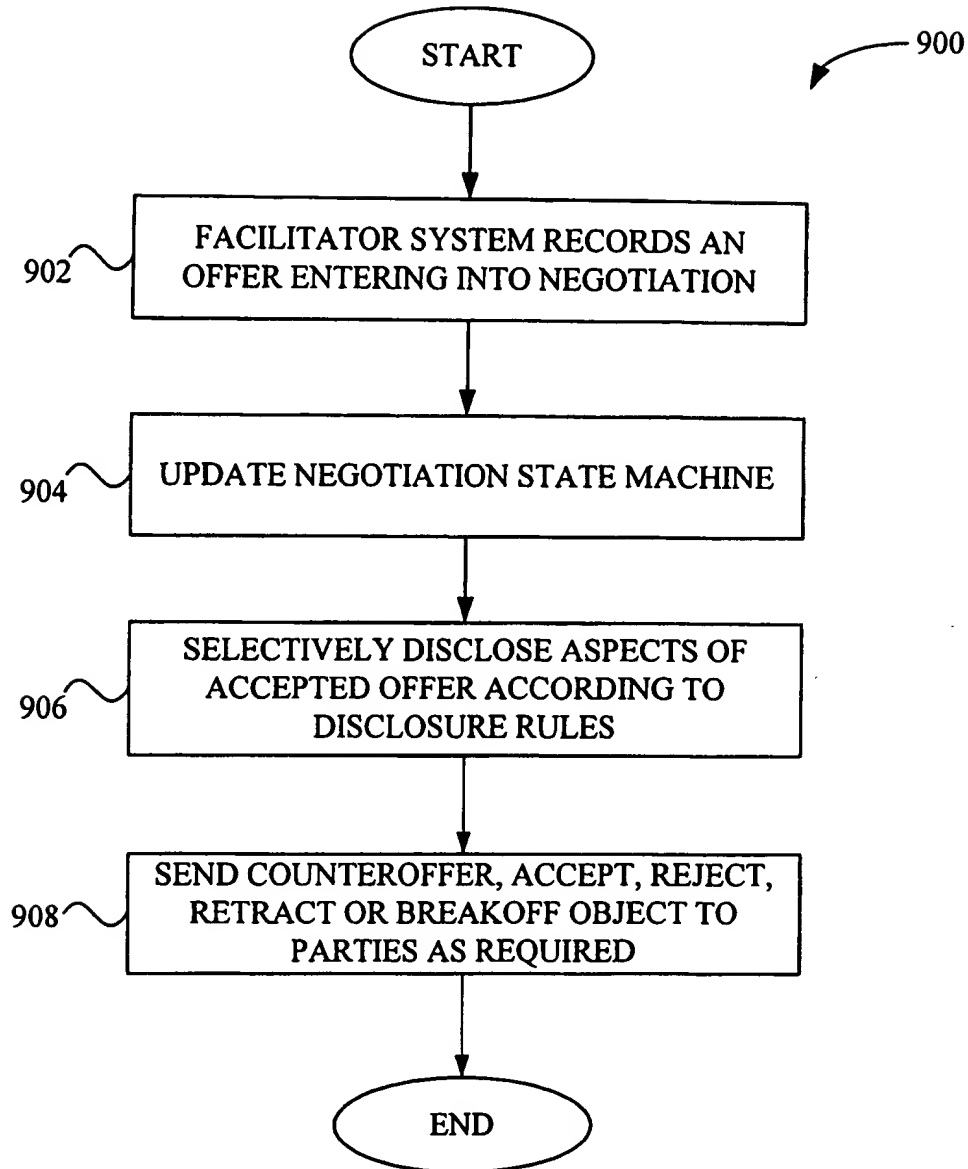 START
900
902
FACILITATOR SYSTEM RECORDS AN
OFFER ENTERING INTO NEGOTIATION
904
UPDATE NEGOTIATION STATE MACHINE
906
SELECTIVELY DISCLOSE ASPECTS OF
ACCEPTED OFFER ACCORDING TO
DISCLOSURE RULES
908
SEND COUNTEROFFER, ACCEPT, REJECT,
RETRACT OR BREAKOFF OBJECT TO
PARTIES AS REQUIRED
END